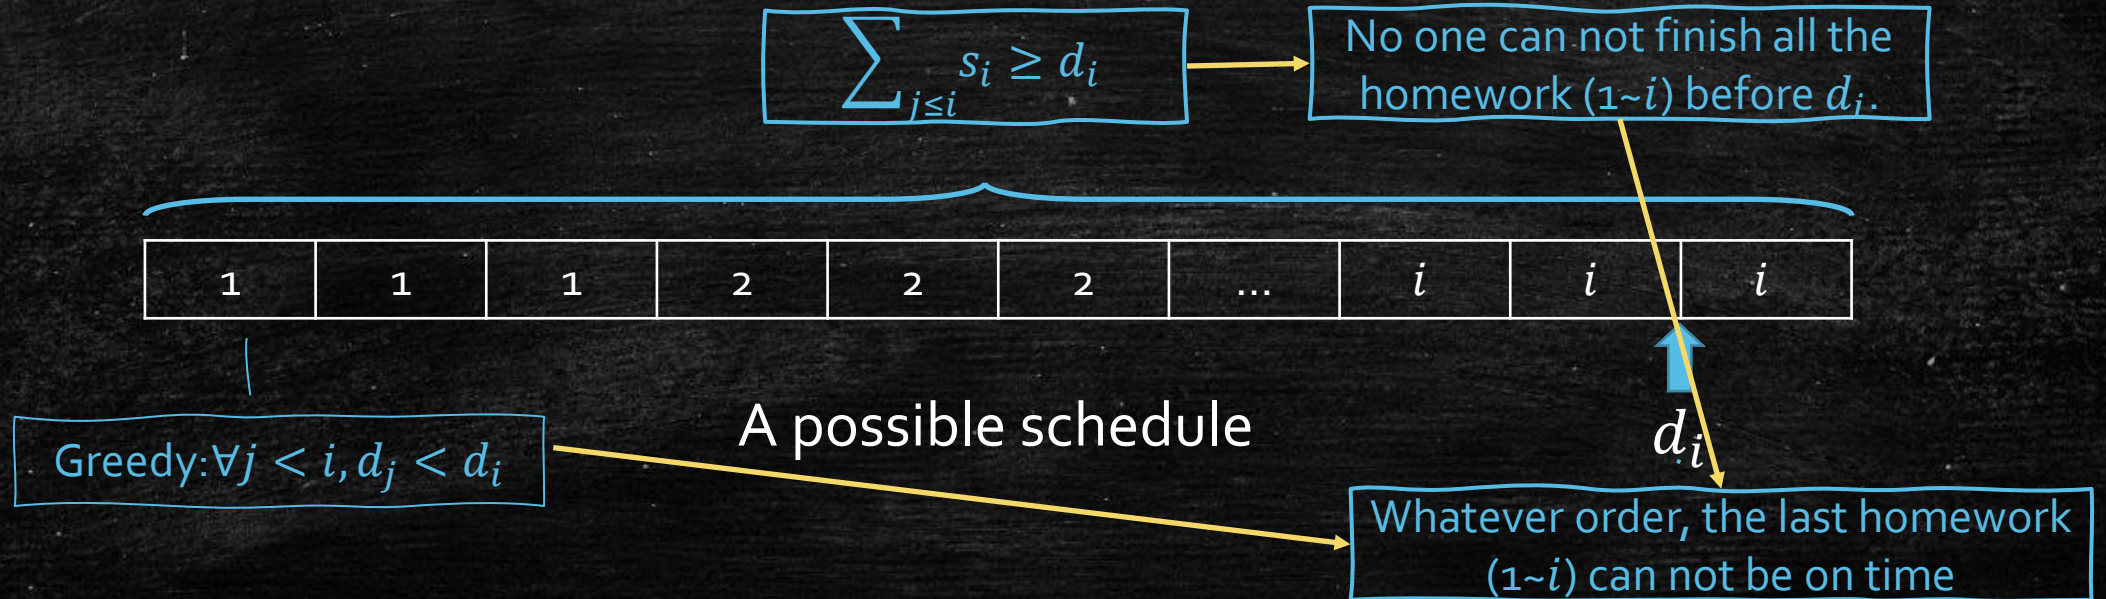 ∑_{j≤i} s_i ≥ d_i
No one can not finish all the
homework (1~i) before d_i.
1 1 1 2 2 2 ... i i i
Greedy:∀j < i, d_j < d_i
A possible schedule
d_i
Whatever order, the last homework
(1~i) can not be on time